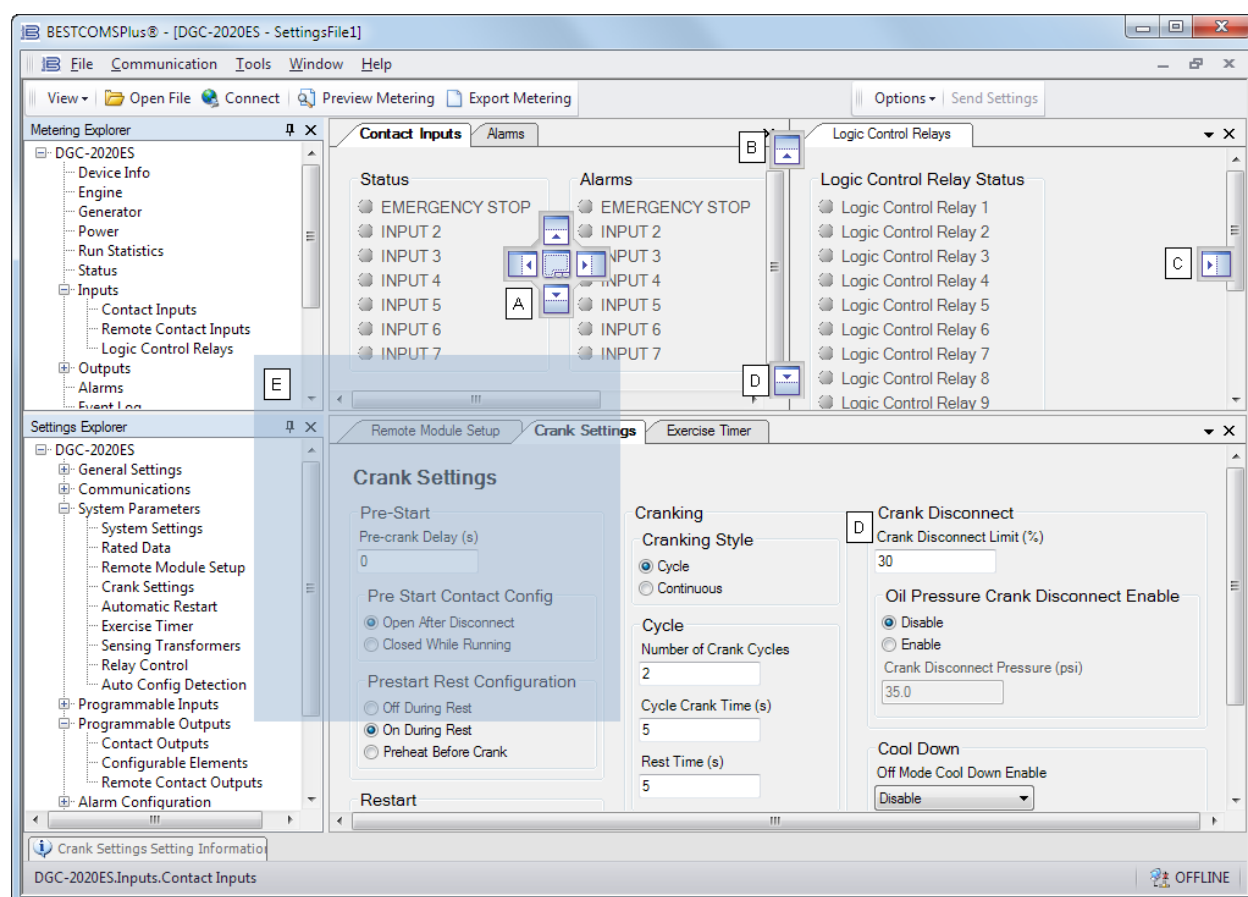 BESTCOMSPlus® - [DGC-2020ES - SettingsFile1]
File Communication Tools Window Help
View Open File Connect Preview Metering Export Metering Options Send Settings
Metering Explorer
DGC-2020ES
Device Info
Engine
Generator
Power
Run Statistics
Status
Inputs
Contact Inputs
Remote Contact Inputs
Logic Control Relays
Outputs
Alarms
Event Log
Contact Inputs Alarms
B
Status
EMERGENCY STOP
INPUT 2
INPUT 3
INPUT 4
INPUT 5
INPUT 6
INPUT 7
Alarms
EMERGENCY STOP
INPUT 2
INPUT 3
INPUT 4
INPUT 5
INPUT 6
INPUT 7
A
D
E
Logic Control Relays
Logic Control Relay Status
Logic Control Relay 1
Logic Control Relay 2
Logic Control Relay 3
Logic Control Relay 4
Logic Control Relay 5
Logic Control Relay 6
Logic Control Relay 7
Logic Control Relay 8
Logic Control Relay 9
C
Settings Explorer
DGC-2020ES
General Settings
Communications
System Parameters
System Settings
Rated Data
Remote Module Setup
Crank Settings
Automatic Restart
Exercise Timer
Sensing Transformers
Relay Control
Auto Config Detection
Programmable Inputs
Programmable Outputs
Contact Outputs
Configurable Elements
Remote Contact Outputs
Alarm Configuration
Remote Module Setup Crank Settings Exercise Timer
Crank Settings
Pre-Start
Pre-crank Delay (s)
0
Pre Start Contact Config
Open After Disconnect
Closed While Running
Prestart Rest Configuration
Off During Rest
On During Rest
Preheat Before Crank
Restart
Cranking
Cranking Style
Cycle
Continuous
Cycle
Number of Crank Cycles
2
Cycle Crank Time (s)
5
Rest Time (s)
5
D
Crank Disconnect
Crank Disconnect Limit (%)
30
Oil Pressure Crank Disconnect Enable
Disable
Enable
Crank Disconnect Pressure (psi)
35.0
Cool Down
Off Mode Cool Down Enable
Disable
Crank Settings Setting Information
DGC-2020ES.Inputs.Contact Inputs
OFFLINE